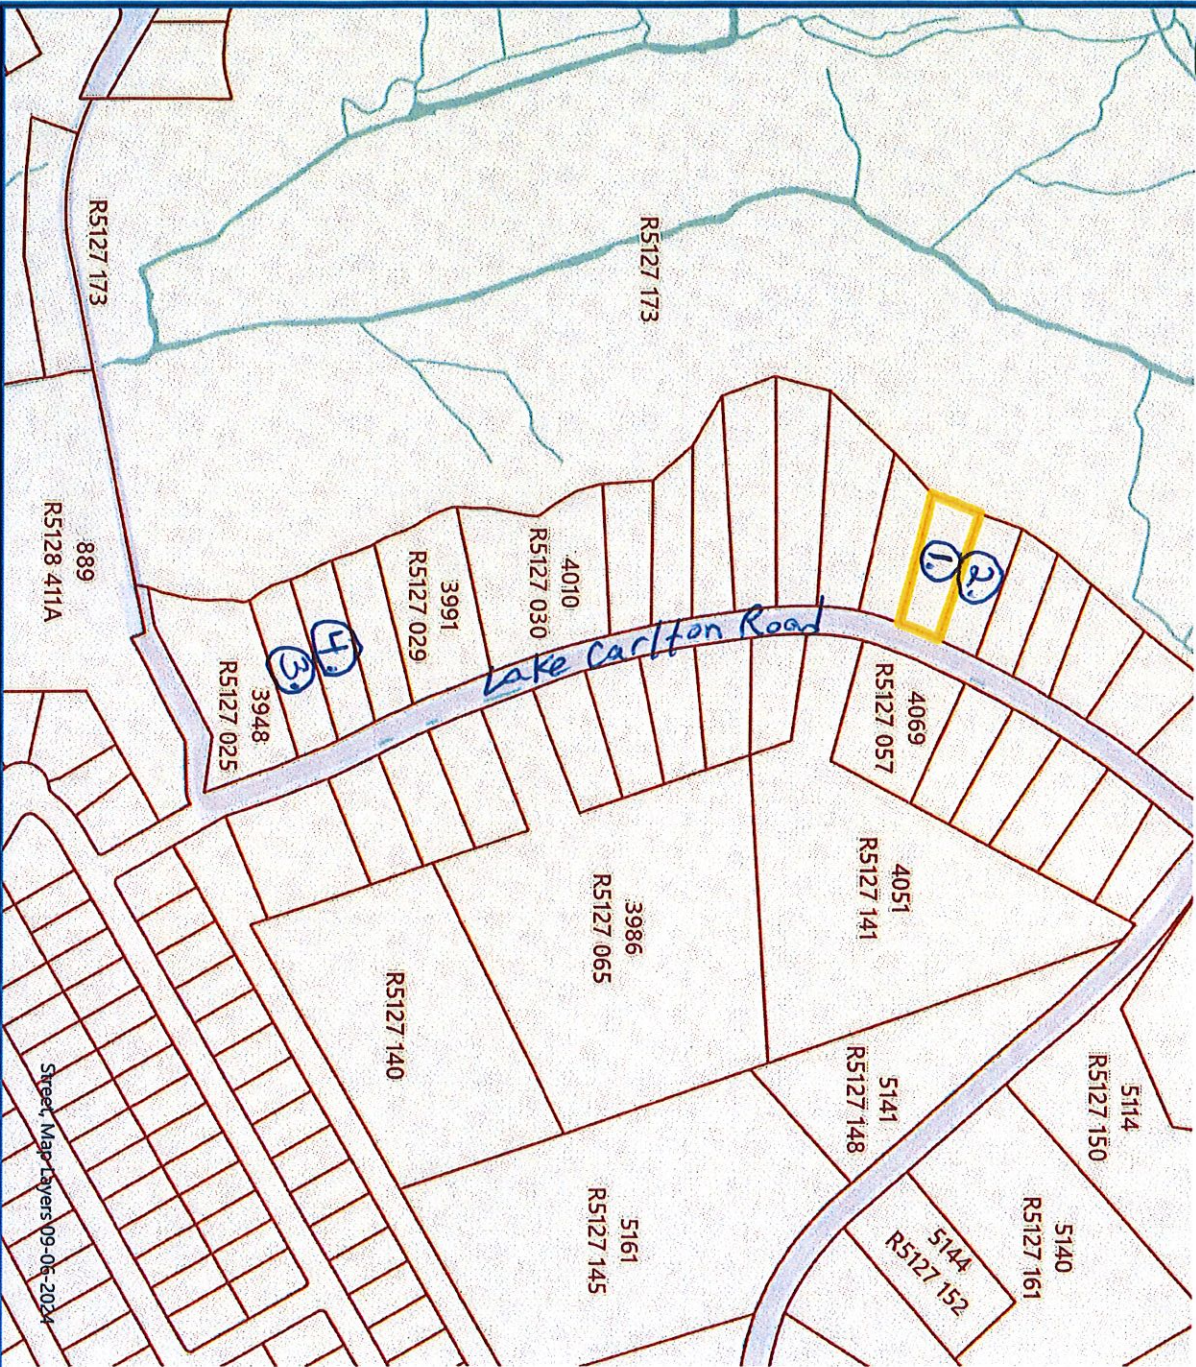 R5127 173
R5127 173
889
R5128 411A
1.
2.
3.
4.
3948
R5127 025
3991
R5127 029
4010
R5127 030
Lake Carlton Road
4069
R5127 057
4051
R5127 141
3986
R5127 065
R5127 140
5141
R5127 148
5114
R5127 150
5140
R5127 161
5144
R5127 152
5161
R5127 145
Street, Map Layers 09-06-2024